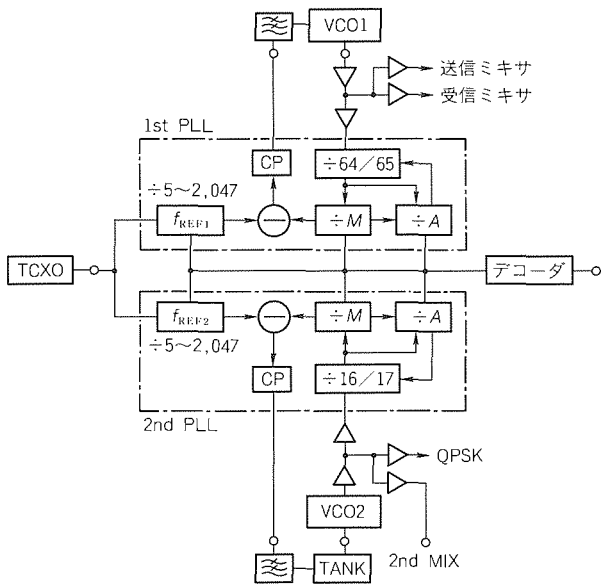 VCO1
送信ミキサ
受信ミキサ
1st PLL
÷64/65
CP
÷5～2,047
fREF1
−
÷M
÷A
TCXO
デコーダ
fREF2
−
÷M
÷A
÷5～2,047
CP
÷16/17
2nd PLL
QPSK
VCO2
2nd MIX
TANK